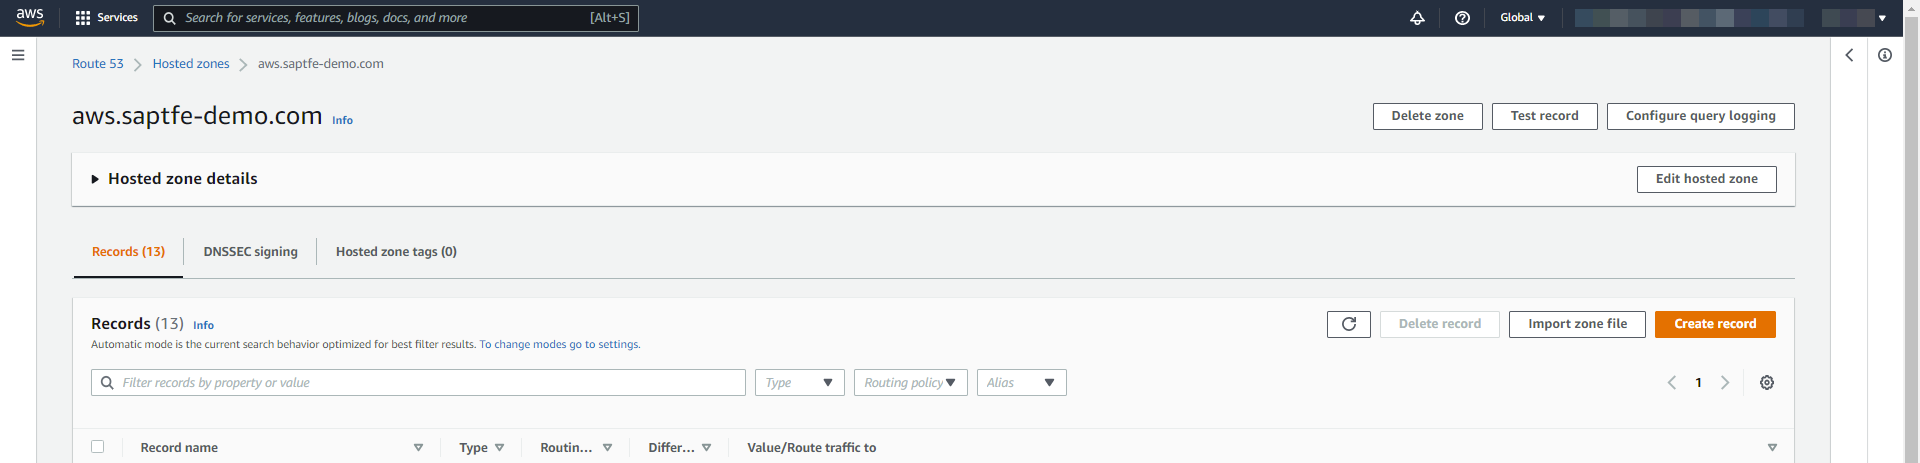 aws Services Search for services, features, blogs, docs, and more [Alt+S] Global
Route 53 Hosted zones aws.saptfe-demo.com
aws.saptfe-demo.com Info Delete zone Test record Configure query logging
Hosted zone details Edit hosted zone
Records (13) DNSSEC signing Hosted zone tags (0)
Records (13) Info Delete record Import zone file Create record
Automatic mode is the current search behavior optimized for best filter results. To change modes go to settings.
Filter records by property or value Type Routing policy Alias 1
Record name Type Routin... Differ... Value/Route traffic to